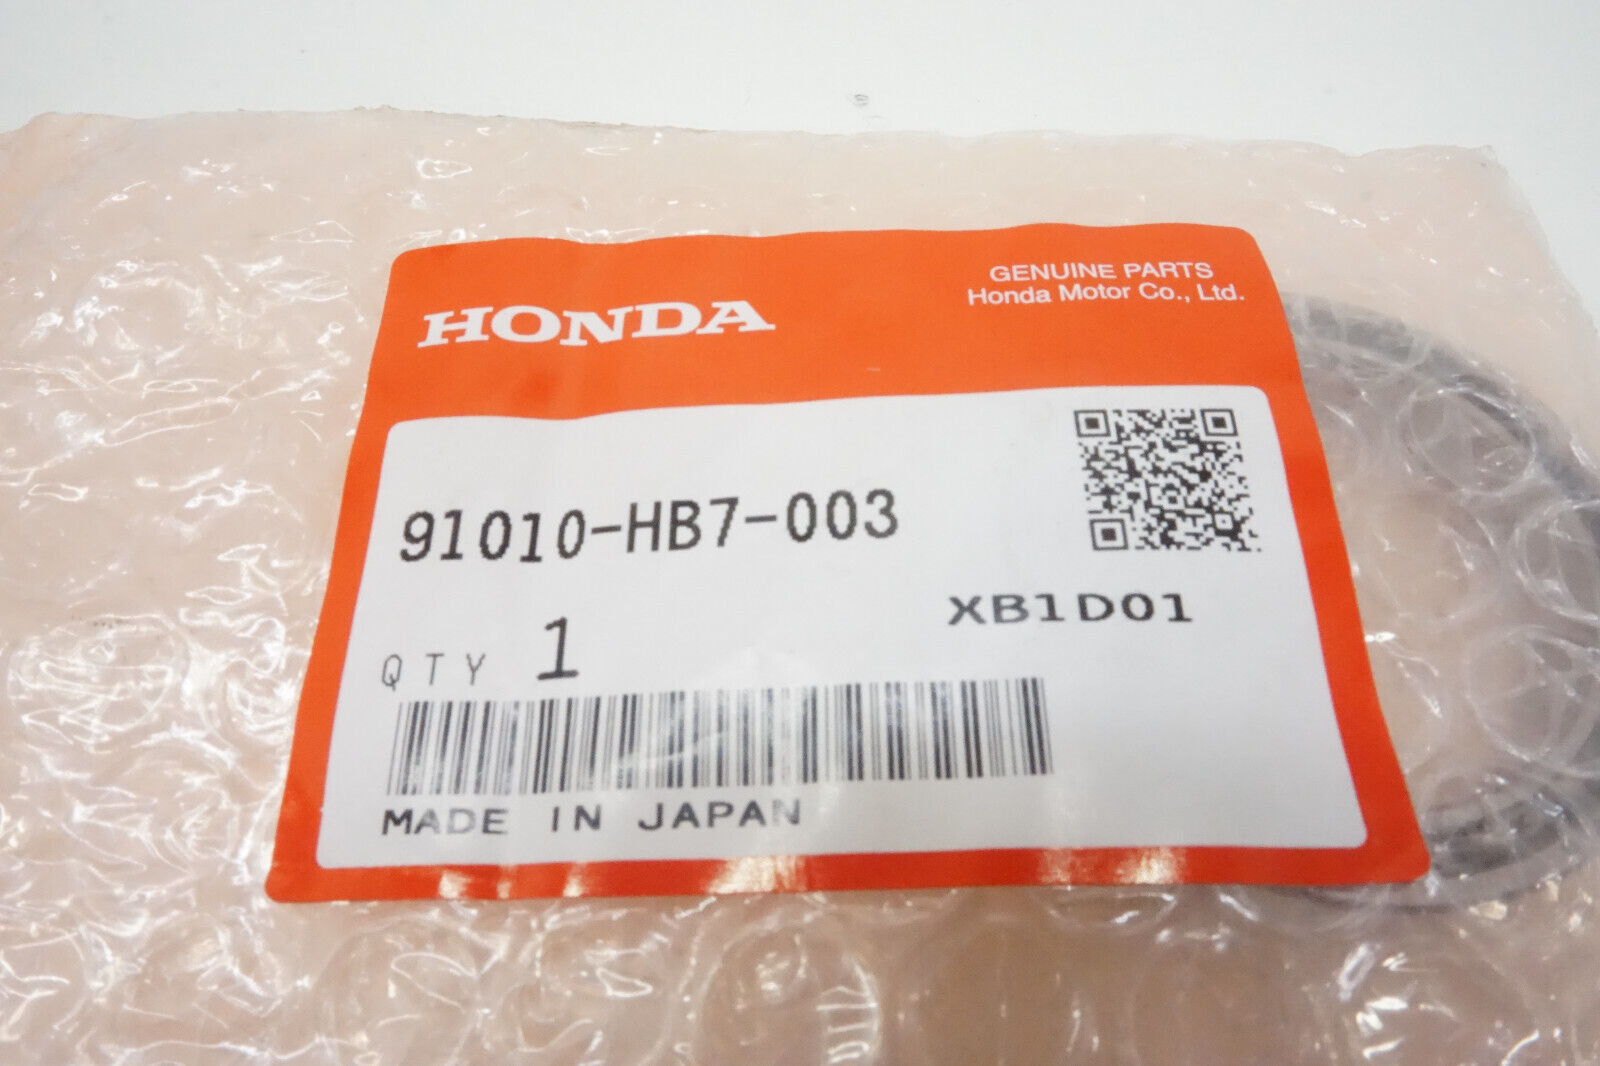 HONDA
GENUINE PARTS
Honda Motor Co., Ltd.
91010-HB7-003
XB1D01
QTY 1
MADE IN JAPAN